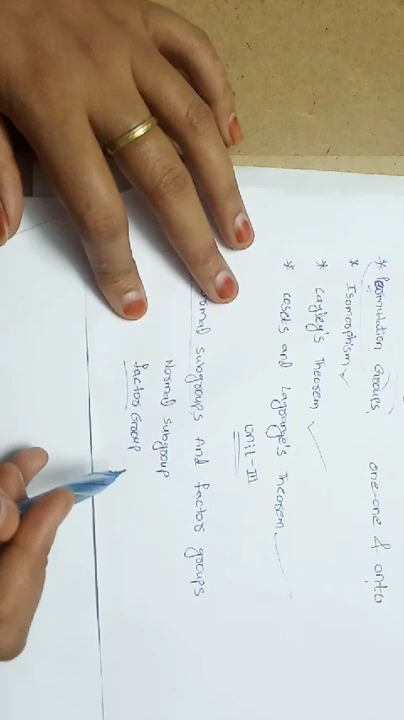 * Permutation Groups. one-one & onto
* Isomorphism
* Cayley's Theorem
* cosets and Lagrange's Theorem
Unit-III
subgroups And factor groups
Normal subgroup
factor Group